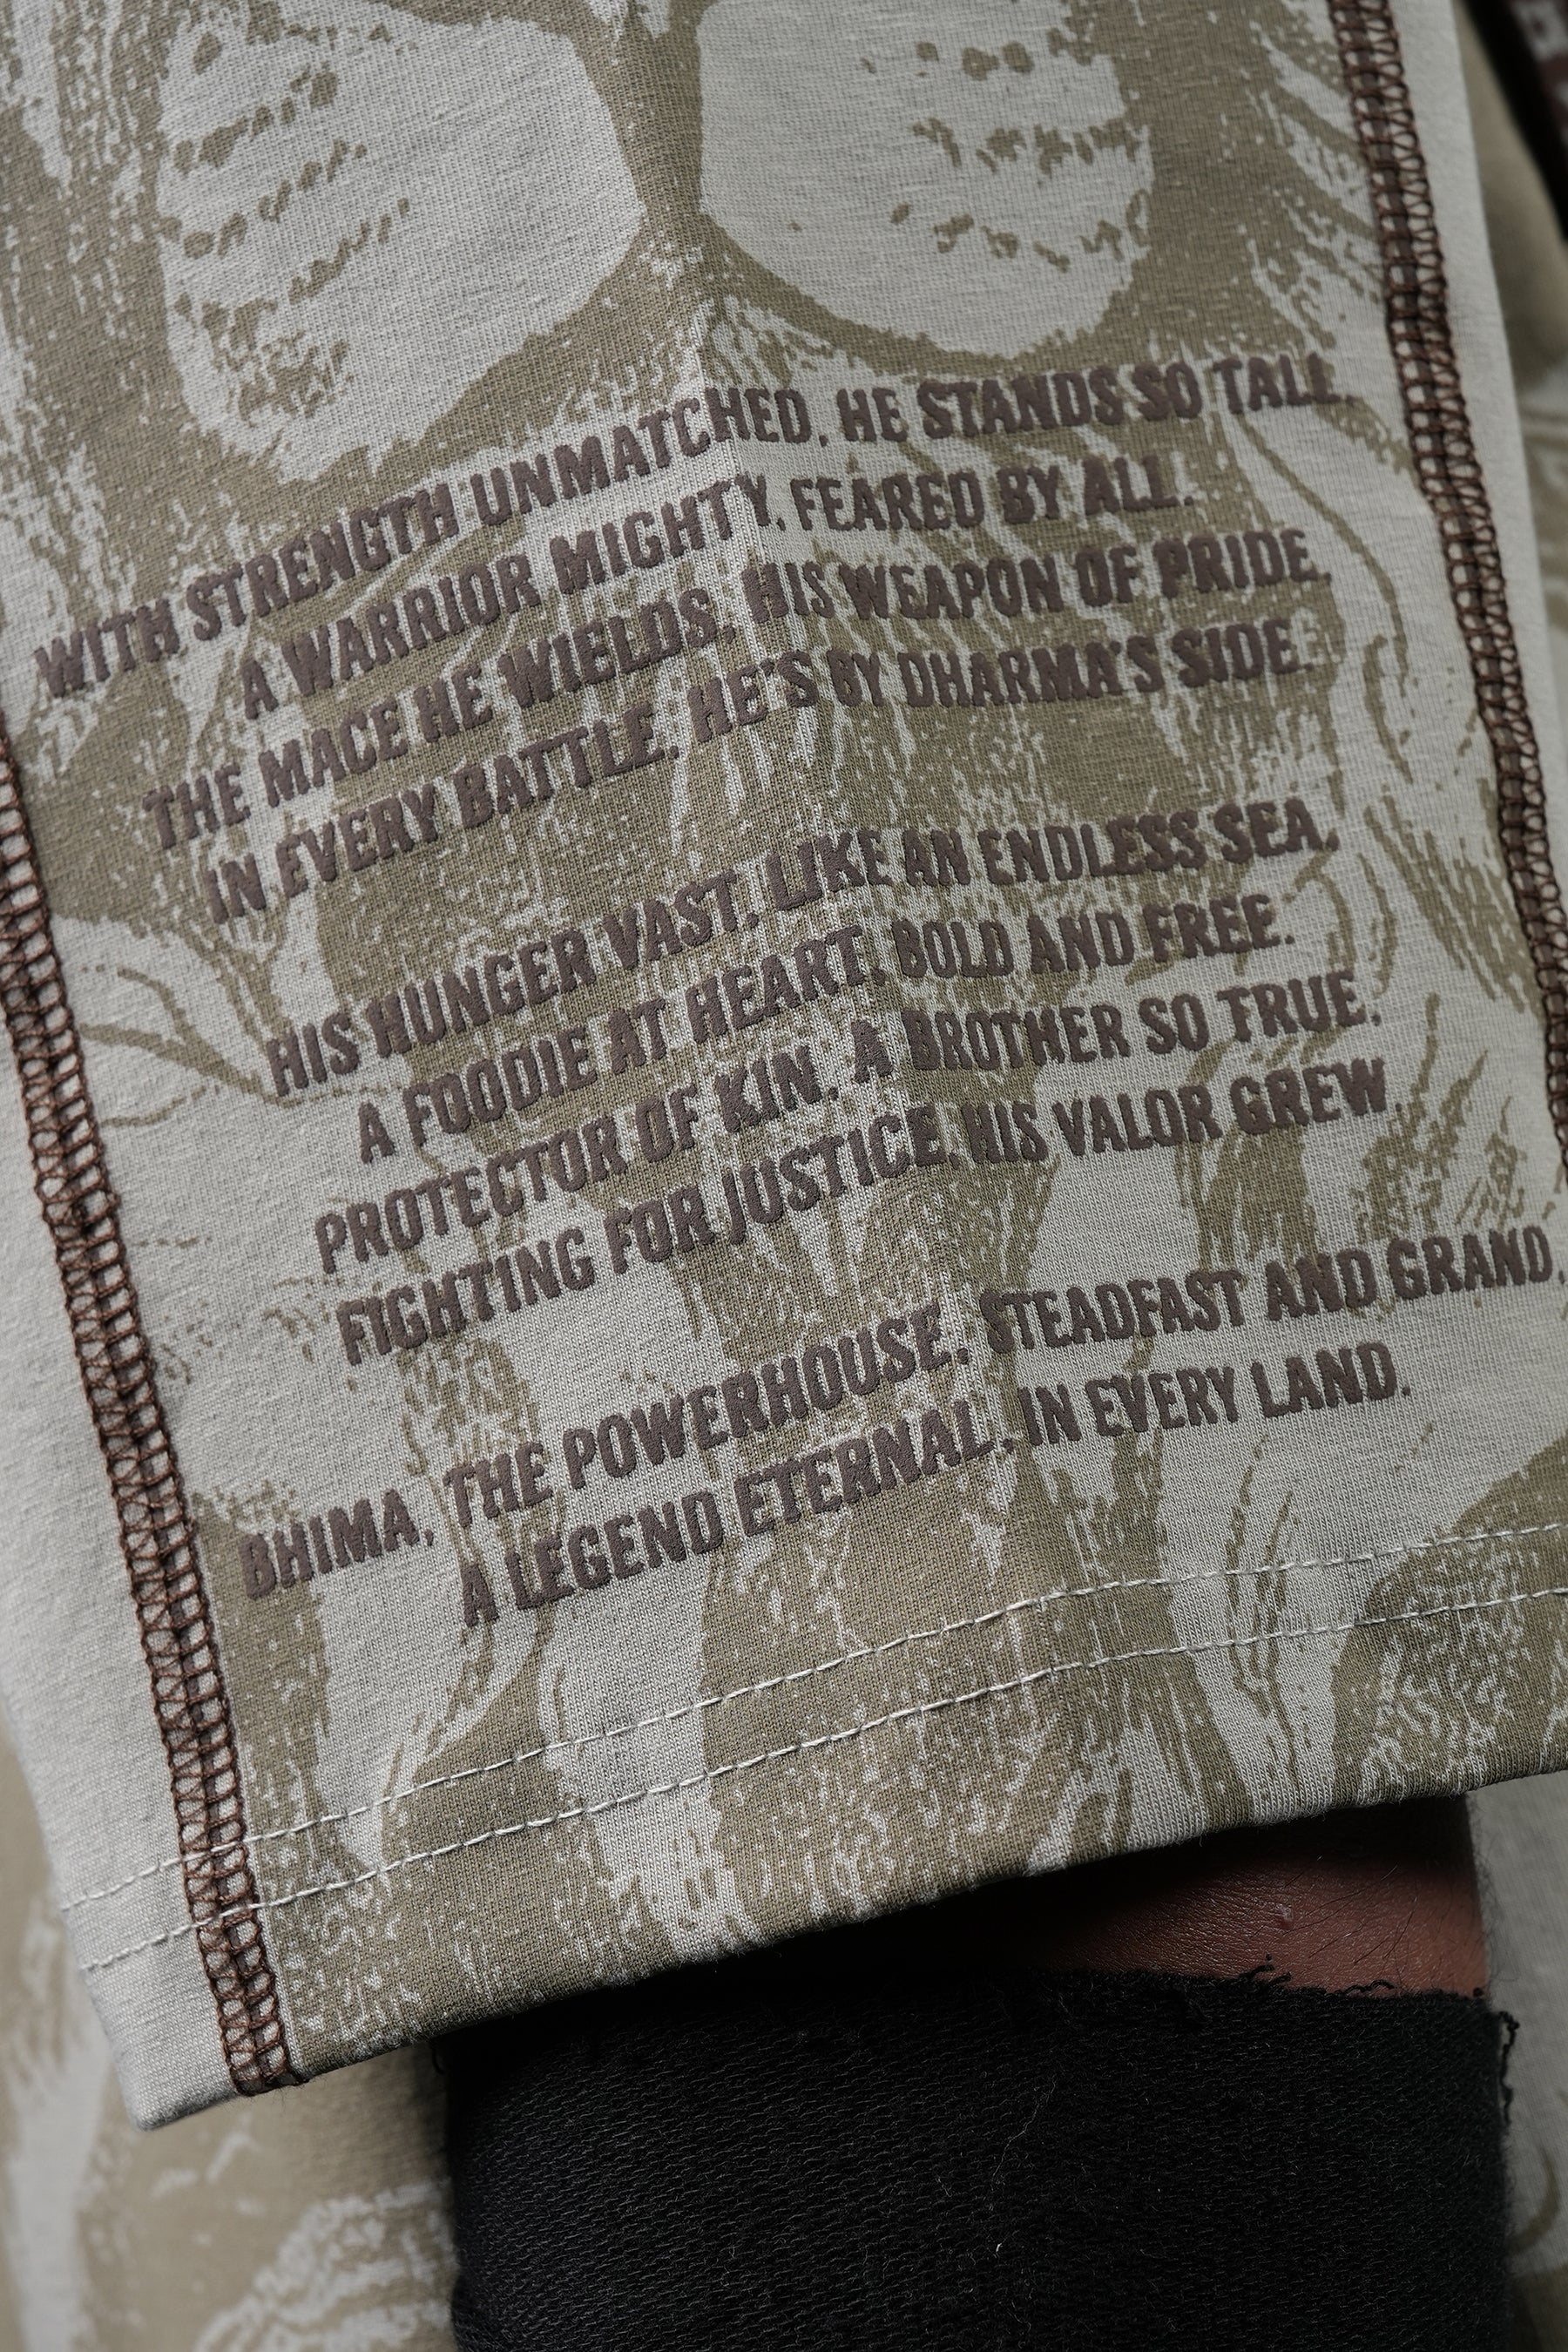 WITH STRENGTH UNMATCHED, HE STANDS SO TALL,
A WARRIOR MIGHTY, FEARED BY ALL.
THE MACE HE WIELDS, HIS WEAPON OF PRIDE,
IN EVERY BATTLE, HE'S BY DHARMA'S SIDE.
HIS HUNGER VAST, LIKE AN ENDLESS SEA,
A FOODIE AT HEART, BOLD AND FREE.
PROTECTOR OF KIN, A BROTHER SO TRUE,
FIGHTING FOR JUSTICE, HIS VALOR GREW.
BHIMA, THE POWERHOUSE, STEADFAST AND GRAND,
A LEGEND ETERNAL, IN EVERY LAND.